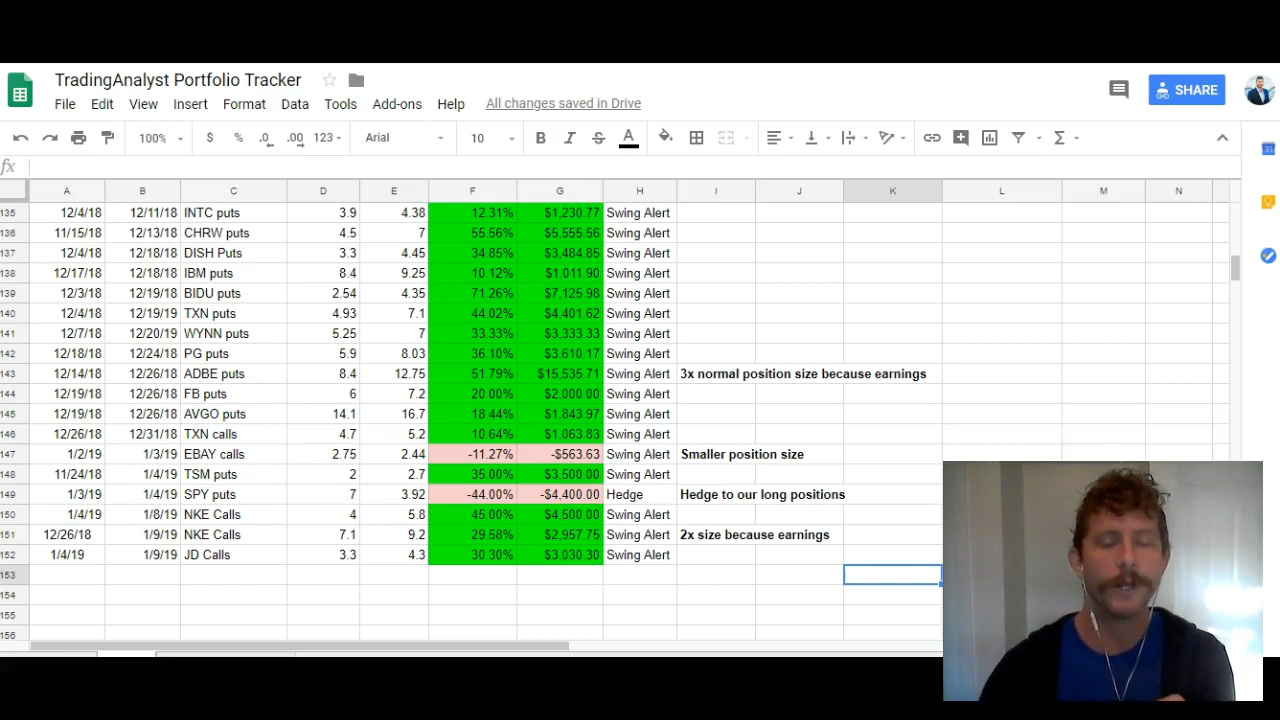 TradingAnalyst Portfolio Tracker
SHARE
File Edit View Insert Format Data Tools Add-ons Help All changes saved in Drive
100% $ % .0 .00 123 Arial 10 B I S A Σ
fx
A B C D E F G H I J K L M N
135 12/4/18 12/11/18 INTC puts 3.9 4.38 12.31% $1,230.77 Swing Alert
136 11/15/18 12/13/18 CHRW puts 4.5 7 55.56% $5,555.56 Swing Alert
137 12/4/18 12/18/18 DISH Puts 3.3 4.45 34.85% $3,484.85 Swing Alert
138 12/17/18 12/18/18 IBM puts 8.4 9.25 10.12% $1,011.90 Swing Alert
139 12/3/18 12/19/18 BIDU puts 2.54 4.35 71.26% $7,125.98 Swing Alert
140 12/4/18 12/19/19 TXN puts 4.93 7.1 44.02% $4,401.62 Swing Alert
141 12/7/18 12/20/19 WYNN puts 5.25 7 33.33% $3,333.33 Swing Alert
142 12/18/18 12/24/18 PG puts 5.9 8.03 36.10% $3,610.17 Swing Alert
143 12/14/18 12/26/18 ADBE puts 8.4 12.75 51.79% $15,535.71 Swing Alert 3x normal position size because earnings
144 12/19/18 12/26/18 FB puts 6 7.2 20.00% $2,000.00 Swing Alert
145 12/19/18 12/26/18 AVGO puts 14.1 16.7 18.44% $1,843.97 Swing Alert
146 12/26/18 12/31/18 TXN calls 4.7 5.2 10.64% $1,063.83 Swing Alert
147 1/2/19 1/3/19 EBAY calls 2.75 2.44 -11.27% -$563.63 Swing Alert Smaller position size
148 11/24/18 1/4/19 TSM puts 2 2.7 35.00% $3,500.00 Swing Alert
149 1/3/19 1/4/19 SPY puts 7 3.92 -44.00% -$4,400.00 Hedge Hedge to our long positions
150 1/4/19 1/8/19 NKE Calls 4 5.8 45.00% $4,500.00 Swing Alert
151 12/26/18 1/9/19 NKE Calls 7.1 9.2 29.58% $2,957.75 Swing Alert 2x size because earnings
152 1/4/19 1/9/19 JD Calls 3.3 4.3 30.30% $3,030.30 Swing Alert
153
154
155
156